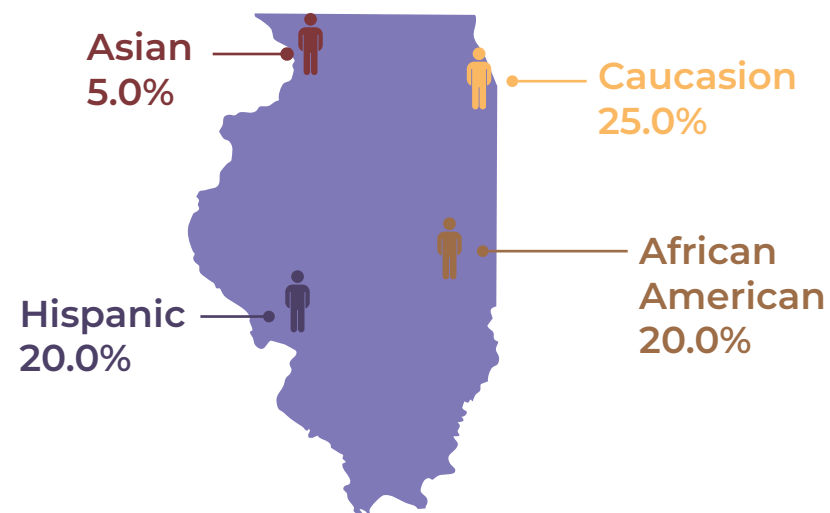 Asian
5.0%
Caucasion
25.0%
African
American
20.0%
Hispanic
20.0%